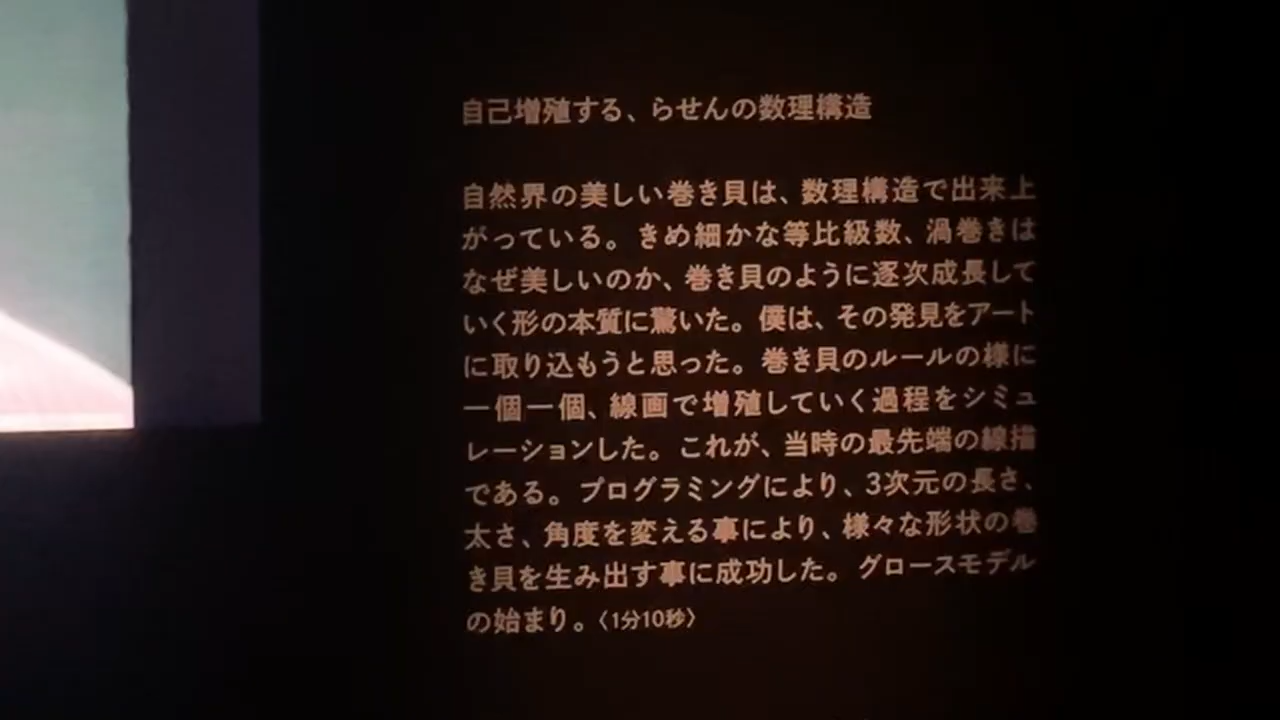 自己増殖する、らせんの数理構造
自然界の美しい巻き貝は、数理構造で出来上
がっている。きめ細かな等比級数、渦巻きは
なぜ美しいのか、巻き貝のように逐次成長して
いく形の本質に驚いた。僕は、その発見をアート
に取り込もうと思った。巻き貝のルールの様に
一個一個、線画で増殖していく過程をシミュ
レーションした。これが、当時の最先端の線描
である。プログラミングにより、3次元の長さ、
太さ、角度を変える事により、様々な形状の巻
き貝を生み出す事に成功した。グロースモデル
の始まり。〈1分10秒〉